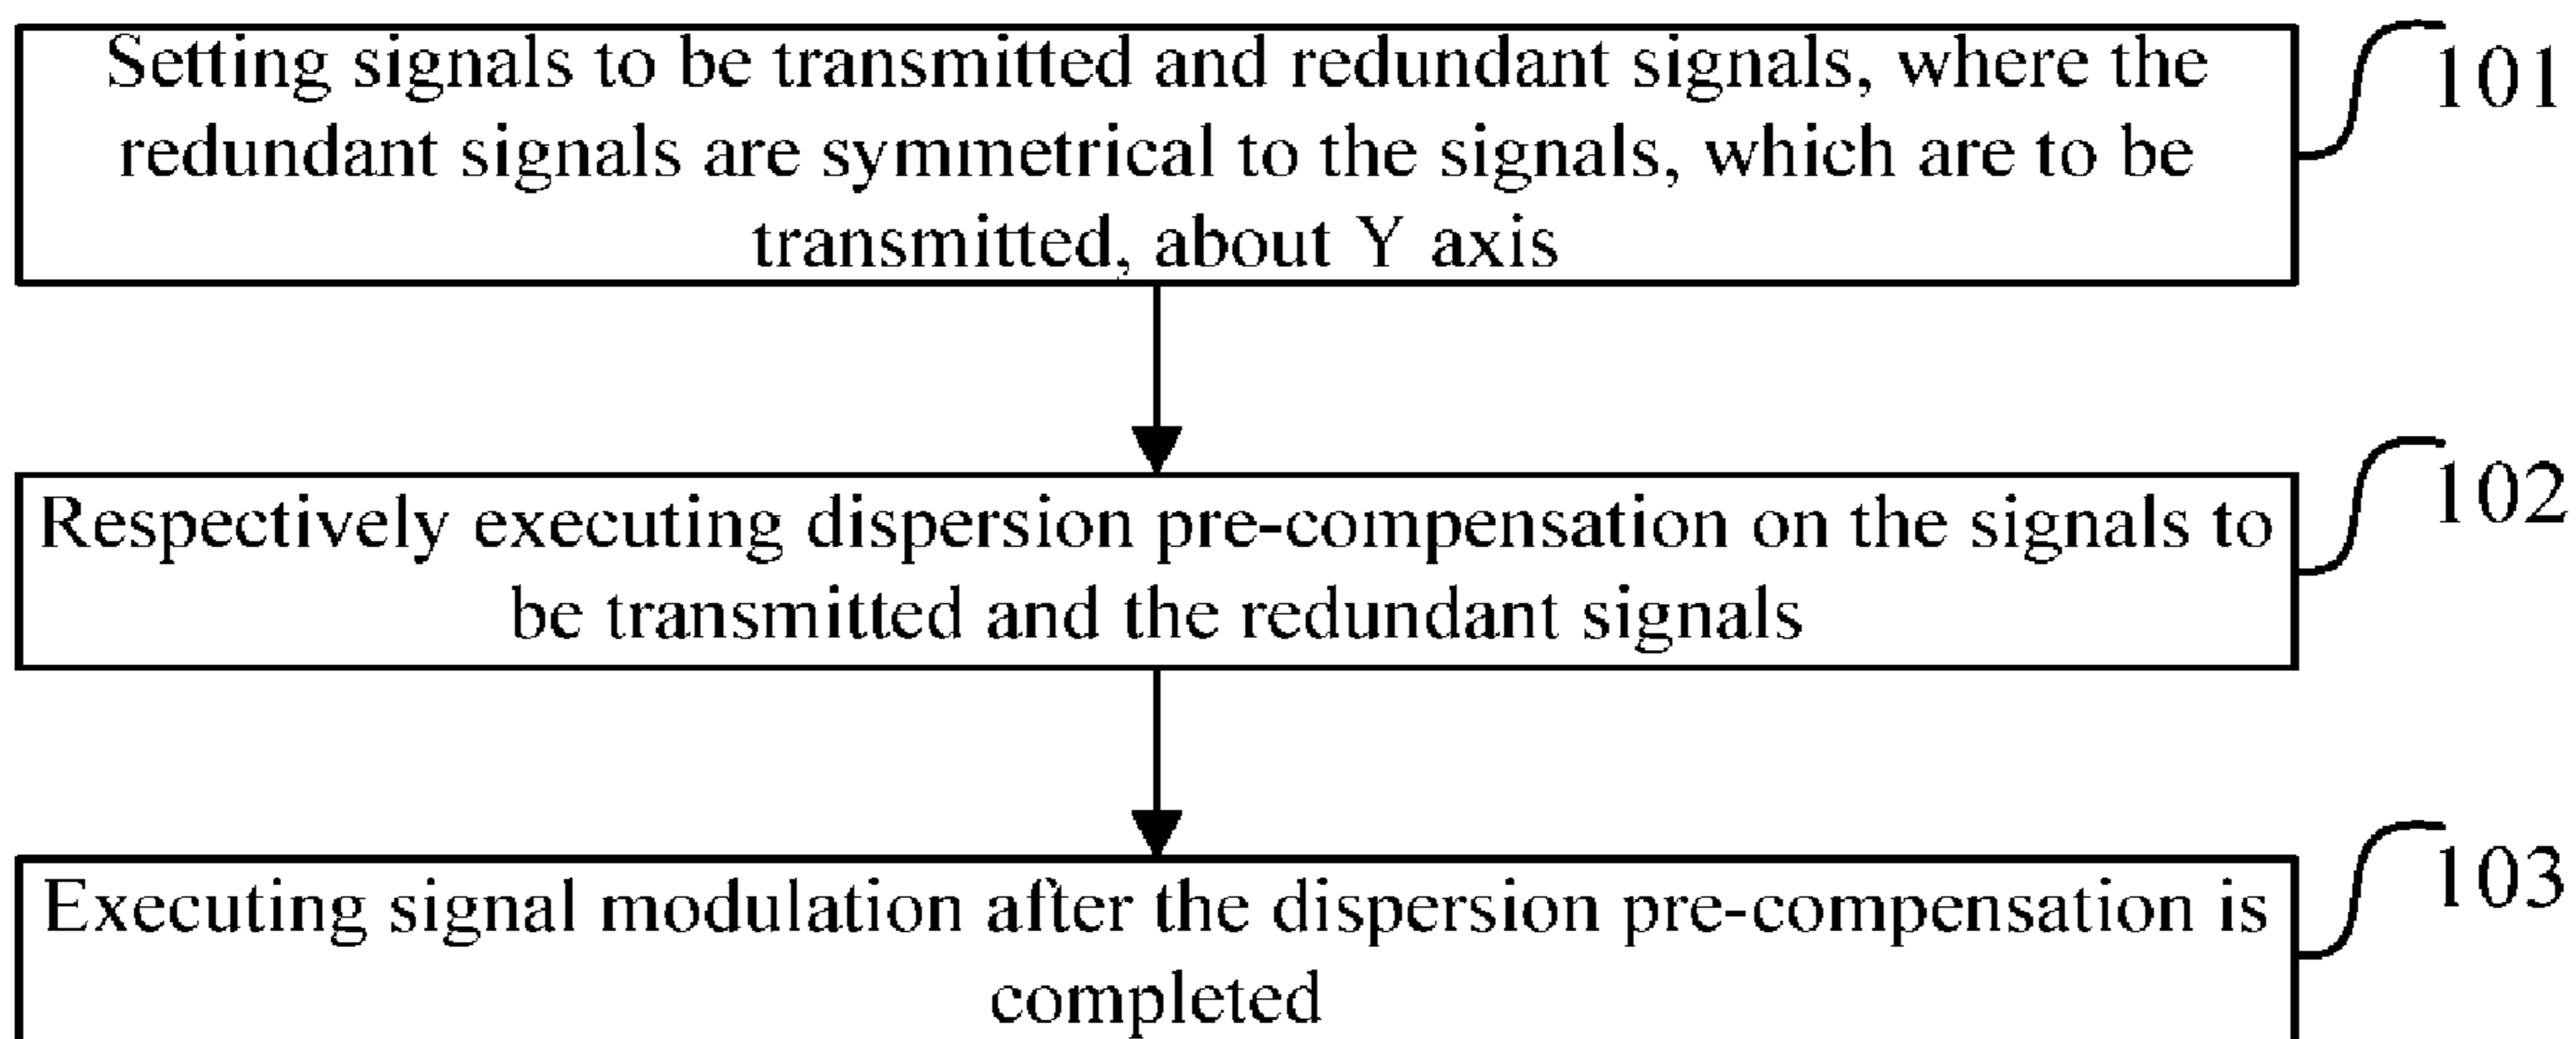 Setting signals to be transmitted and redundant signals, where the
redundant signals are symmetrical to the signals, which are to be
transmitted, about Y axis
101
Respectively executing dispersion pre-compensation on the signals to
be transmitted and the redundant signals
102
Executing signal modulation after the dispersion pre-compensation is
completed
103